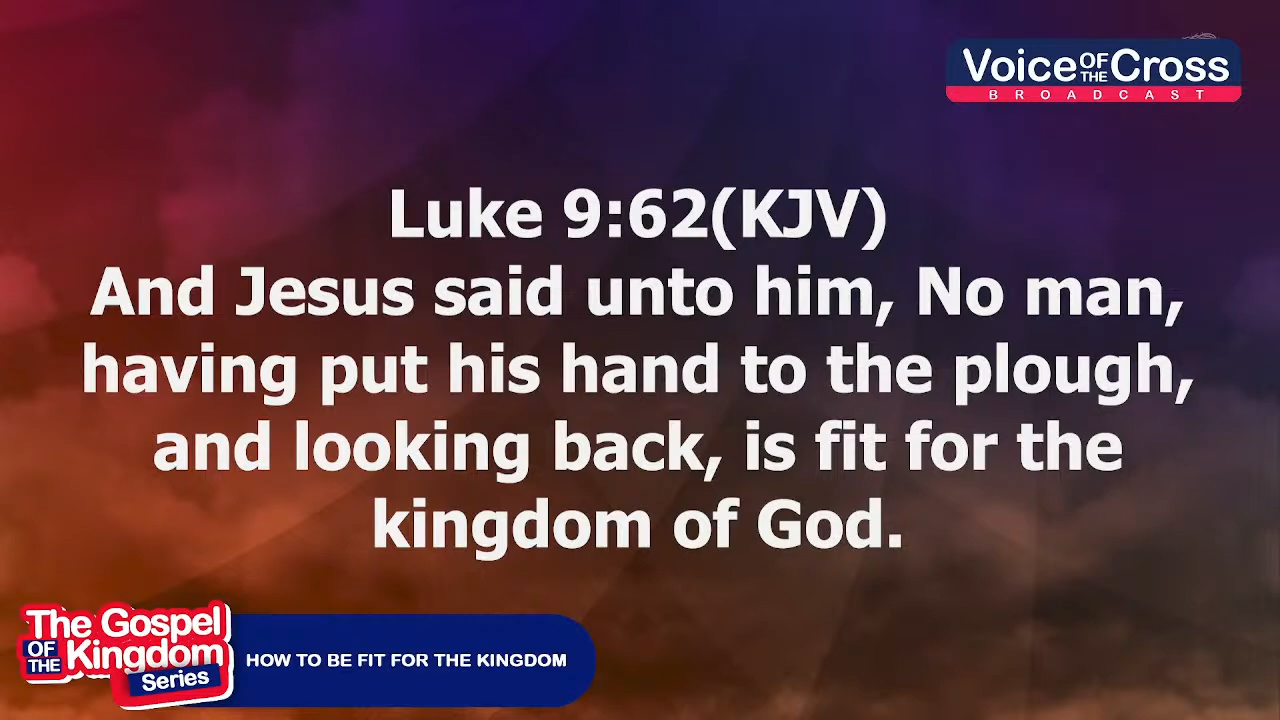 Voice OF THE Cross
BROADCAST
Luke 9:62(KJV)
And Jesus said unto him, No man,
having put his hand to the plough,
and looking back, is fit for the
kingdom of God.
The Gospel
OF THE Kingdom
Series
HOW TO BE FIT FOR THE KINGDOM